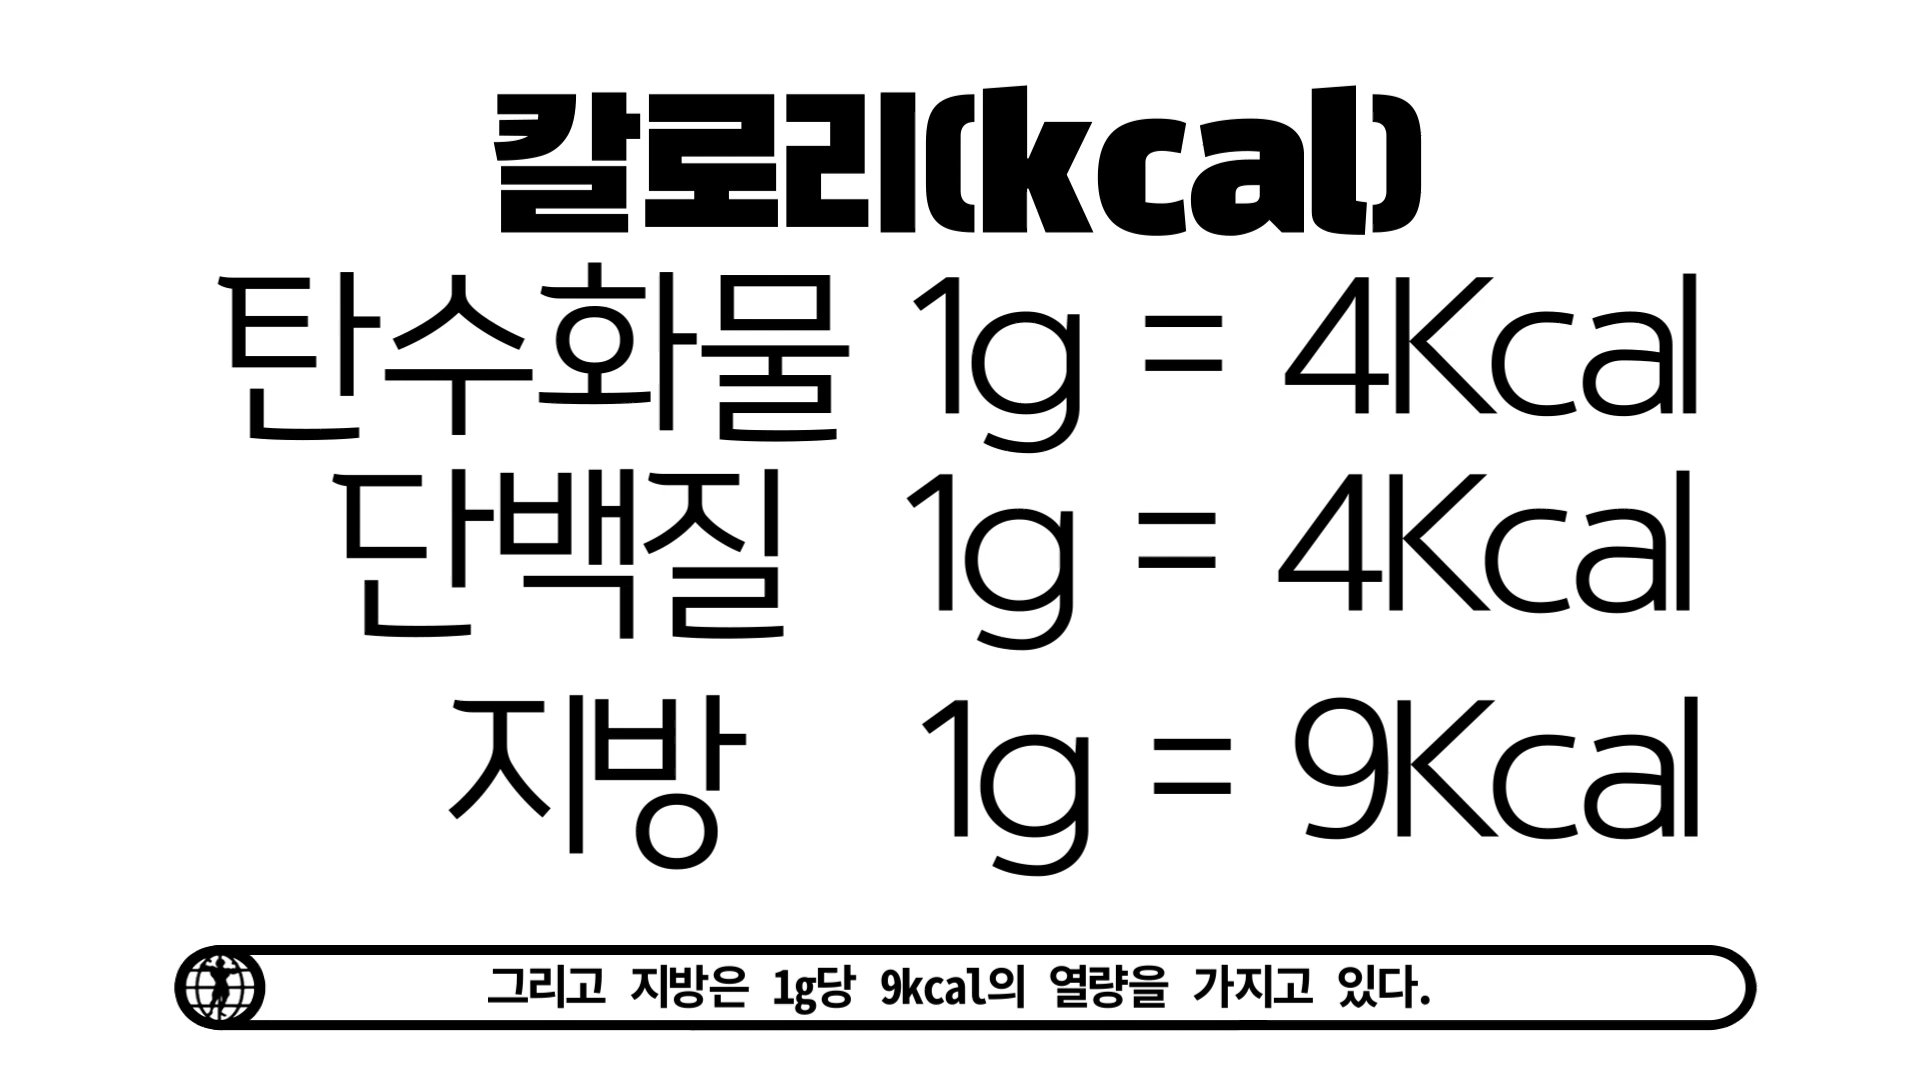 칼로리(kcal)
탄수화물 1g = 4Kcal
단백질 1g = 4Kcal
지방 1g = 9Kcal
그리고 지방은 1g당 9kcal의 열량을 가지고 있다.